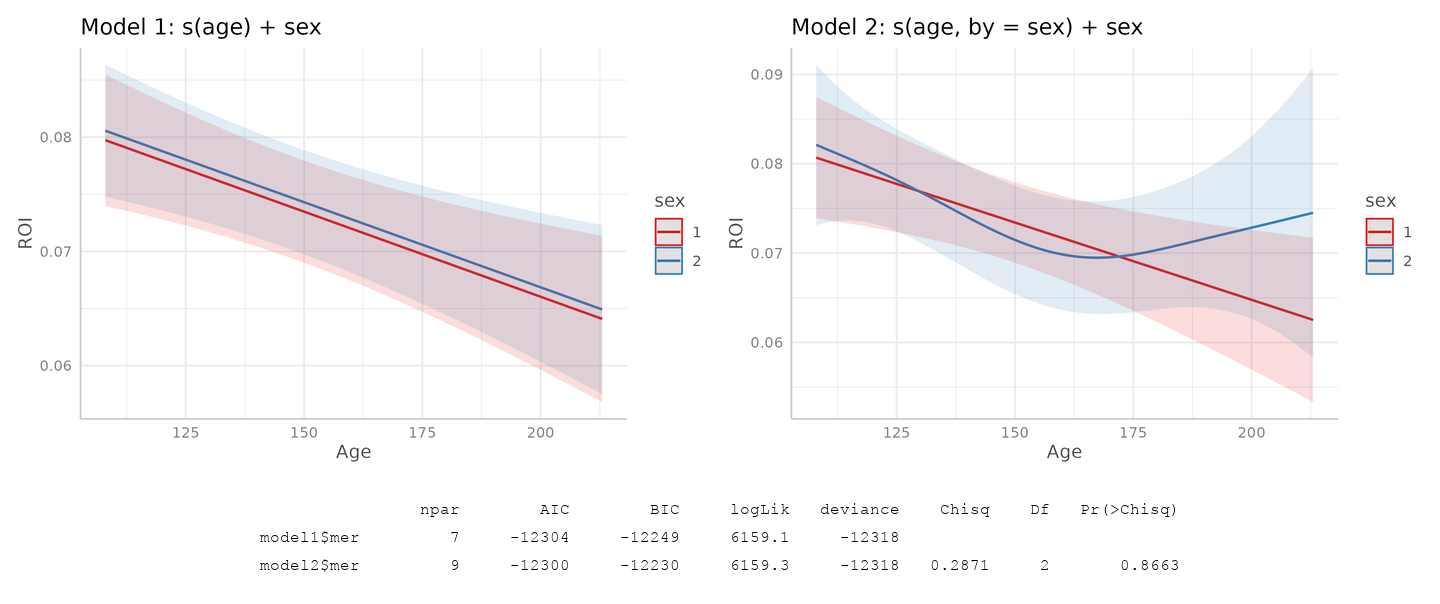 Model 1: s(age) + sex
0.08
0.07
0.06
ROI
125 150 175 200
Age
sex
1
2
Model 2: s(age, by = sex) + sex
0.09
0.08
0.07
0.06
ROI
125 150 175 200
Age
sex
1
2
npar AIC BIC logLik deviance Chisq Df Pr(>Chisq)
model1$mer 7 -12304 -12249 6159.1 -12318
model2$mer 9 -12300 -12230 6159.3 -12318 0.2871 2 0.8663